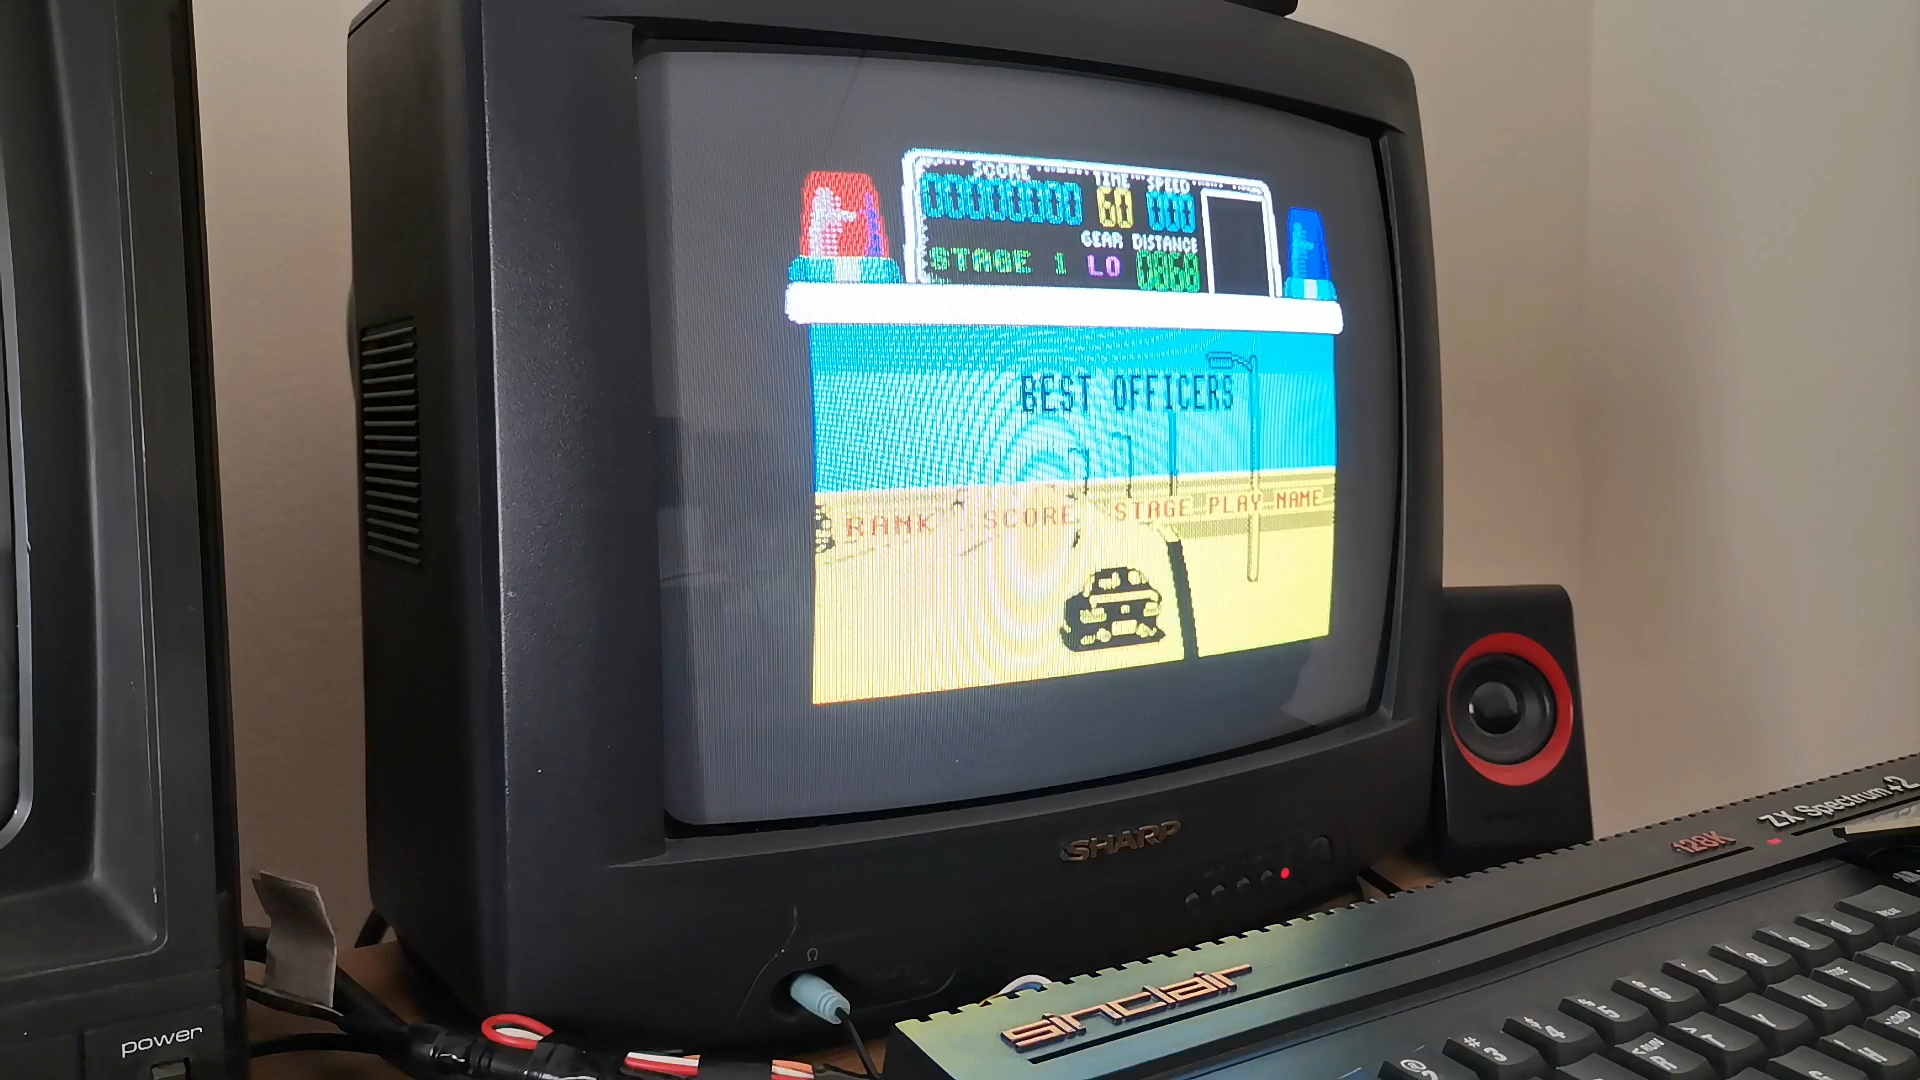 SCORE TIME SPEED
00000000 60 000
GEAR DISTANCE
STAGE 1 LO 0868
BEST OFFICERS
RANK SCORE STAGE PLAY NAME
SHARP
128K ZX Spectrum +2
sinclair
power